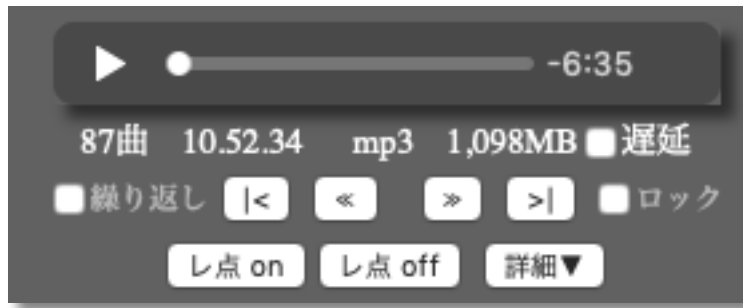 -6:35
87曲 10.52.34 mp3 1,098MB 遅延
繰り返し |< ≪ ≫ >| ロック
レ点 on レ点 off 詳細▼